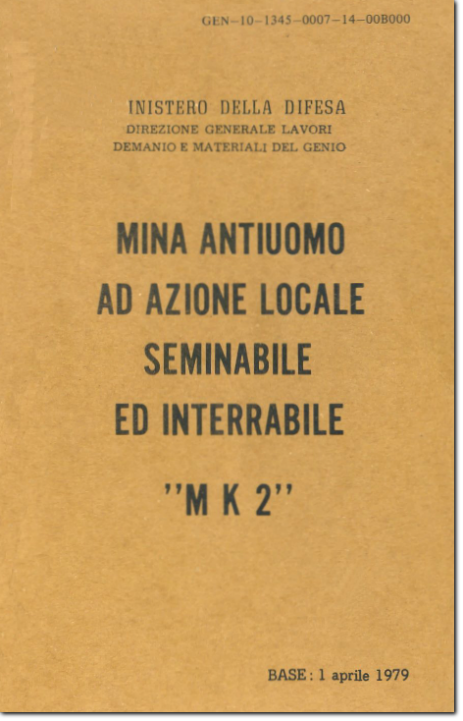 GEN-10-1345-0007-14-00B000
INISTERO DELLA DIFESA
DIREZIONE GENERALE LAVORI
DEMANIO E MATERIALI DEL GENIO
MINA ANTIUOMO
AD AZIONE LOCALE
SEMINABILE
ED INTERRABILE
"M K 2"
BASE: 1 aprile 1979